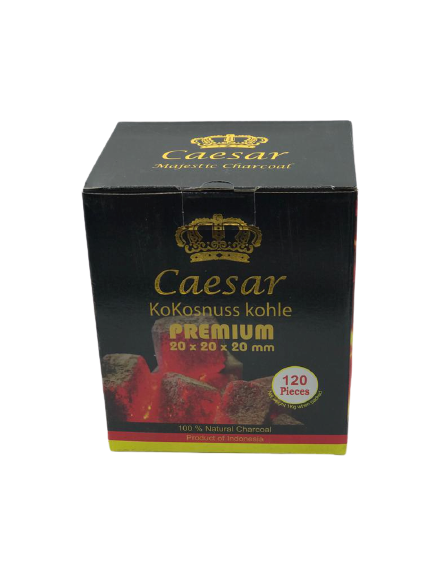 Caesar
Majestic Charcoal
Caesar
KoKosnuss kohle
PREMIUM
20 x 20 x 20 mm
120
Pieces
100 % Natural Charcoal
Product of Indonesia